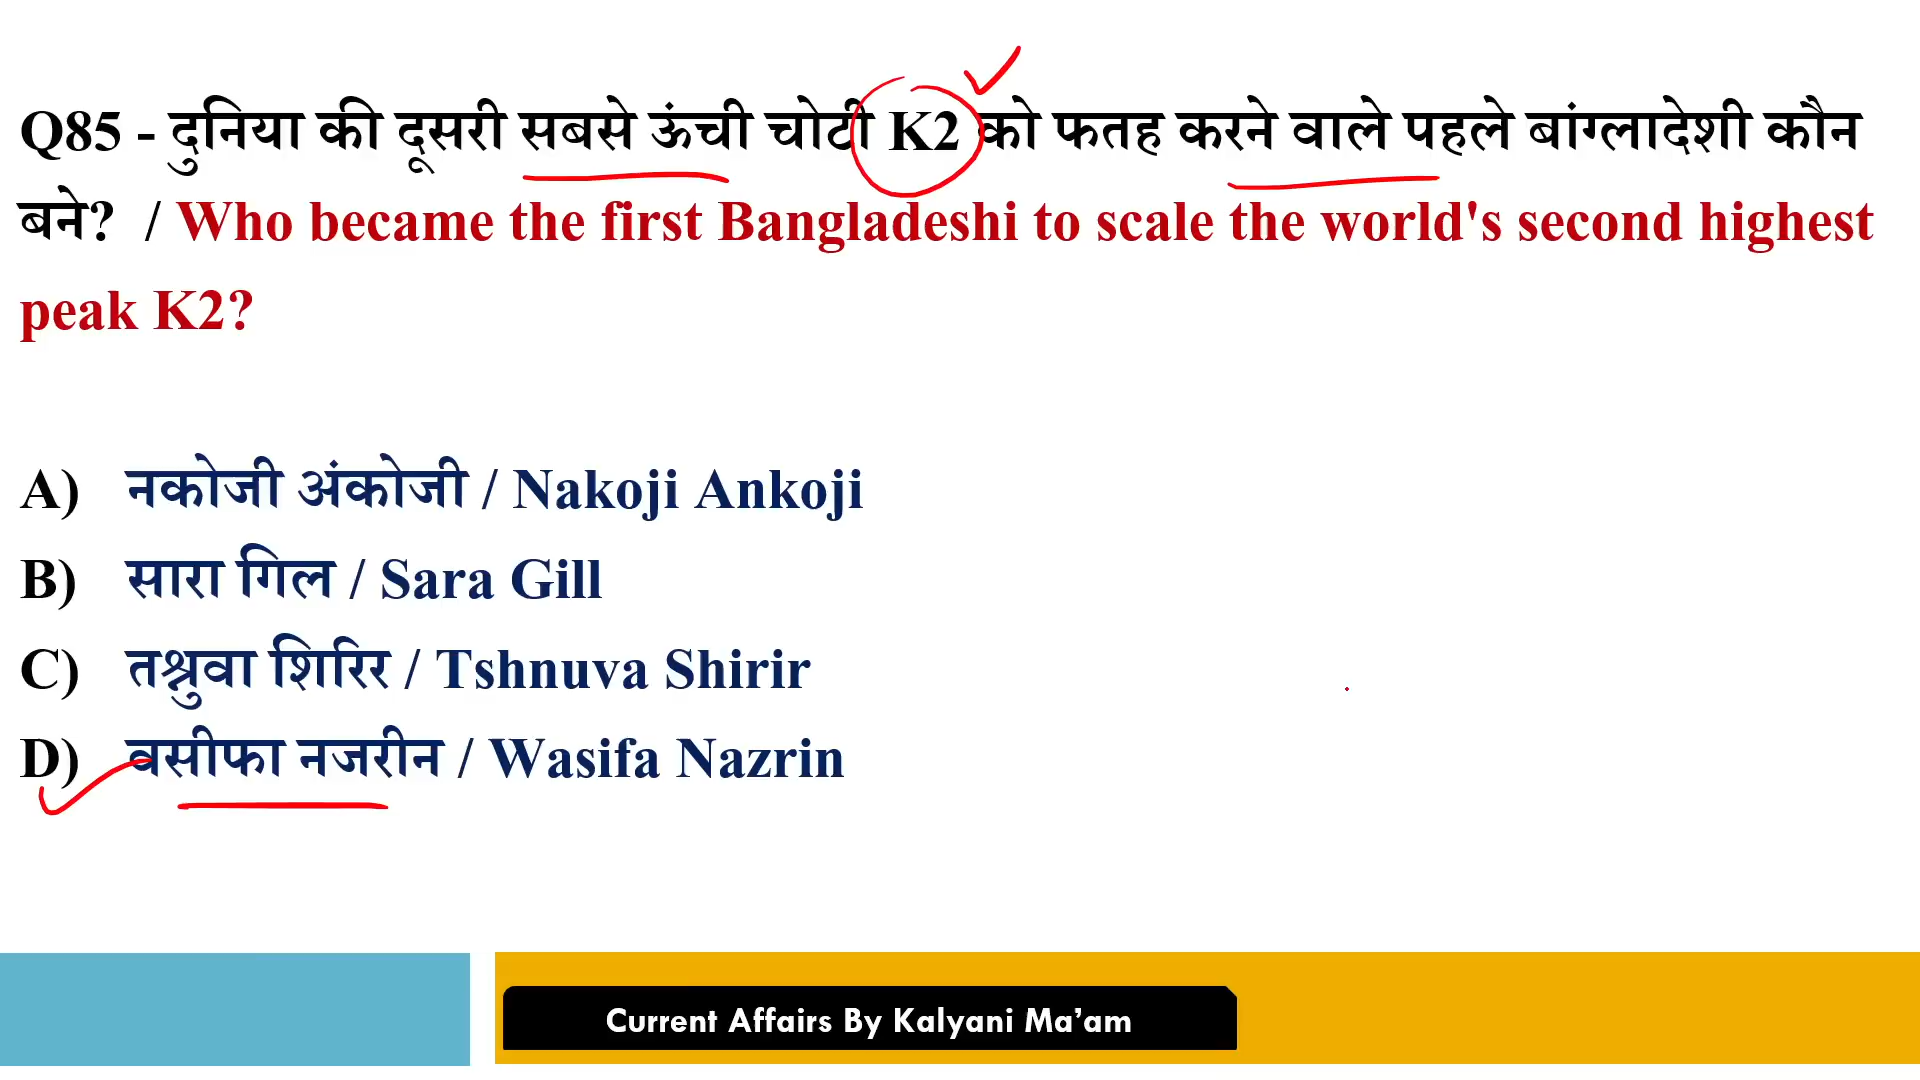 Q85 - दुनिया की दूसरी सबसे ऊंची चोटी K2 को फतह करने वाले पहले बांग्लादेशी कौन
बने? / Who became the first Bangladeshi to scale the world's second highest
peak K2?
A) नकोजी अंकोजी / Nakoji Ankoji
B) सारा गिल / Sara Gill
C) तश्नुवा शिरिर / Tshnuva Shirir
D) वसीफा नजरीन / Wasifa Nazrin
Current Affairs By Kalyani Ma’am